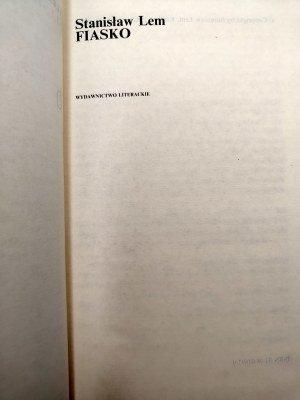 Stanisław Lem
FIASKO
WYDAWNICTWO LITERACKIE